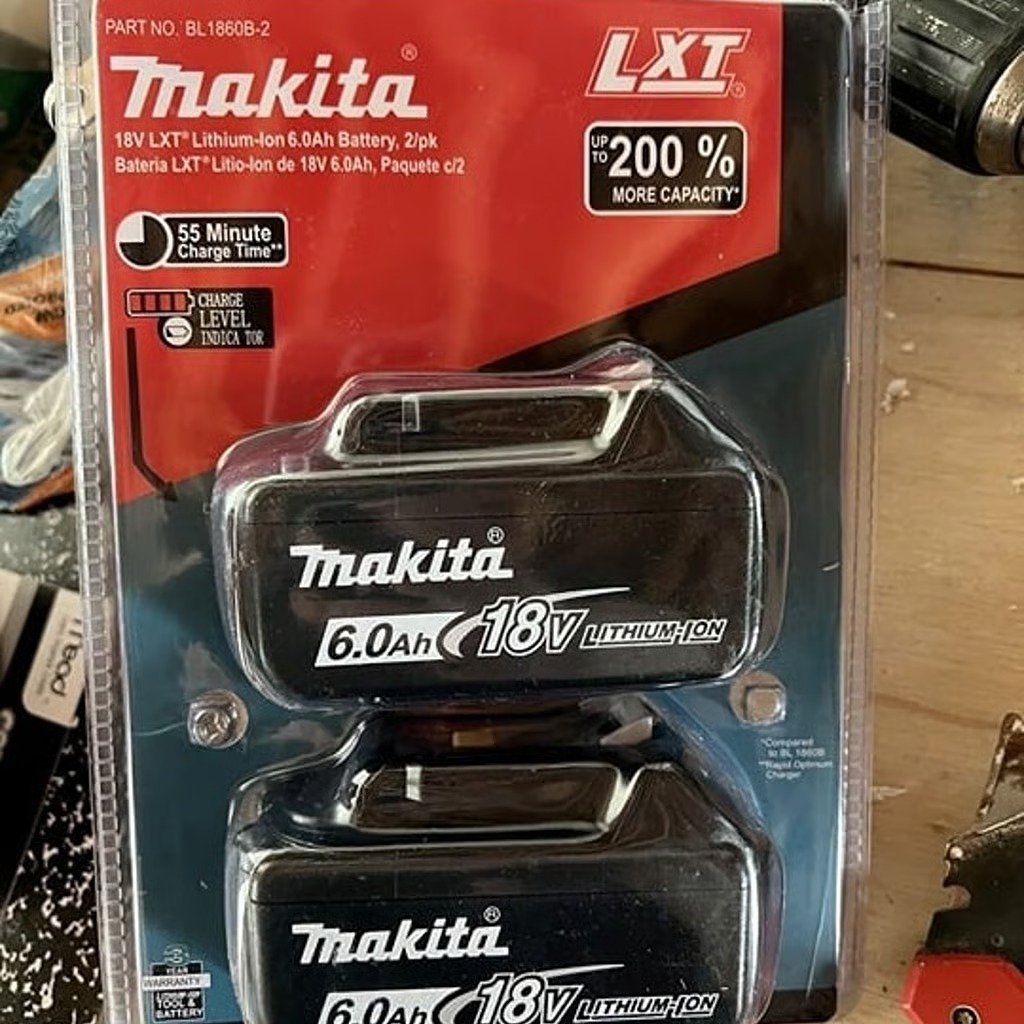 PART NO. BL1860B-2
makita®
LXT®
18V LXT® Lithium-Ion 6.0Ah Battery, 2/pk
Bateria LXT® Litio-Ion de 18V 6.0Ah, Paquete c/2
UP TO 200 %
MORE CAPACITY*
55 Minute
Charge Time**
CHARGE
LEVEL
INDICA TOR
makita®
6.0Ah 18V LITHIUM-ION
*Compared
to BL 1860B
**Rapid Optimum
Charger
makita®
6.0Ah 18V LITHIUM-ION
3
YEAR
WARRANTY
TOOL &
BATTERY